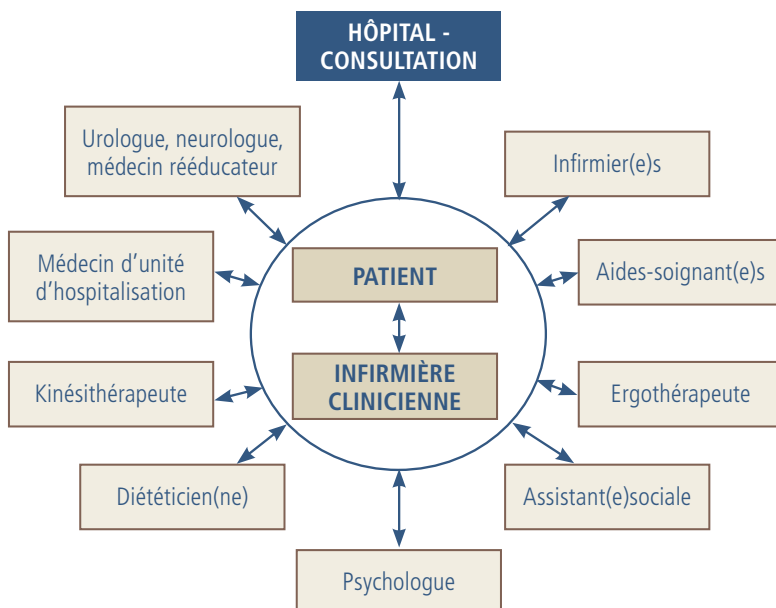 HÔPITAL -
CONSULTATION
Urologue, neurologue,
médecin rééducateur
Infirmier(e)s
Médecin d’unité
d’hospitalisation
PATIENT
Aides-soignant(e)s
Kinésithérapeute
INFIRMIÈRE
CLINICIENNE
Ergothérapeute
Diététicien(ne)
Assistant(e)sociale
Psychologue